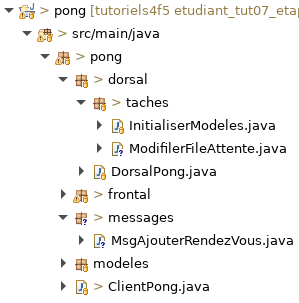 pong [tutoriels4f5 etudiant_tut07_etap
> src/main/java
> pong
> dorsal
> taches
> InitialiserModeles.java
> ModifilerFileAttente.java
> DorsalPong.java
> frontal
> messages
> MsgAjouterRendezVous.java
modeles
> ClientPong.java